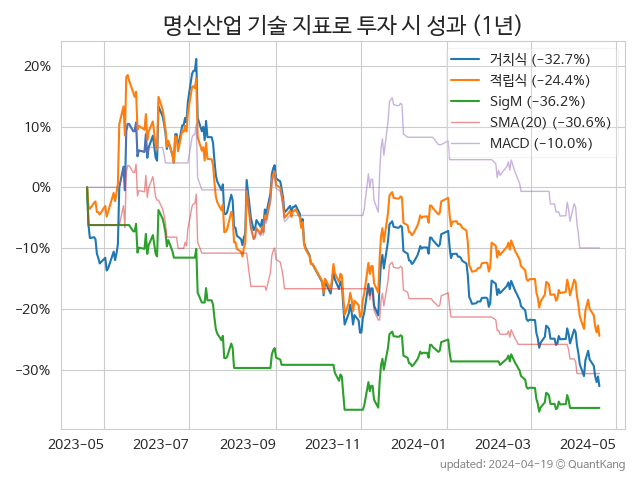 명신산업 기술 지표로 투자 시 성과 (1년)
거치식 (−32.7%)
적립식 (−24.4%)
SigM (−36.2%)
SMA(20) (−30.6%)
MACD (−10.0%)
20%
10%
0%
−10%
−20%
−30%
2023-05 2023-07 2023-09 2023-11 2024-01 2024-03 2024-05
updated: 2024-04-19 © QuantKang